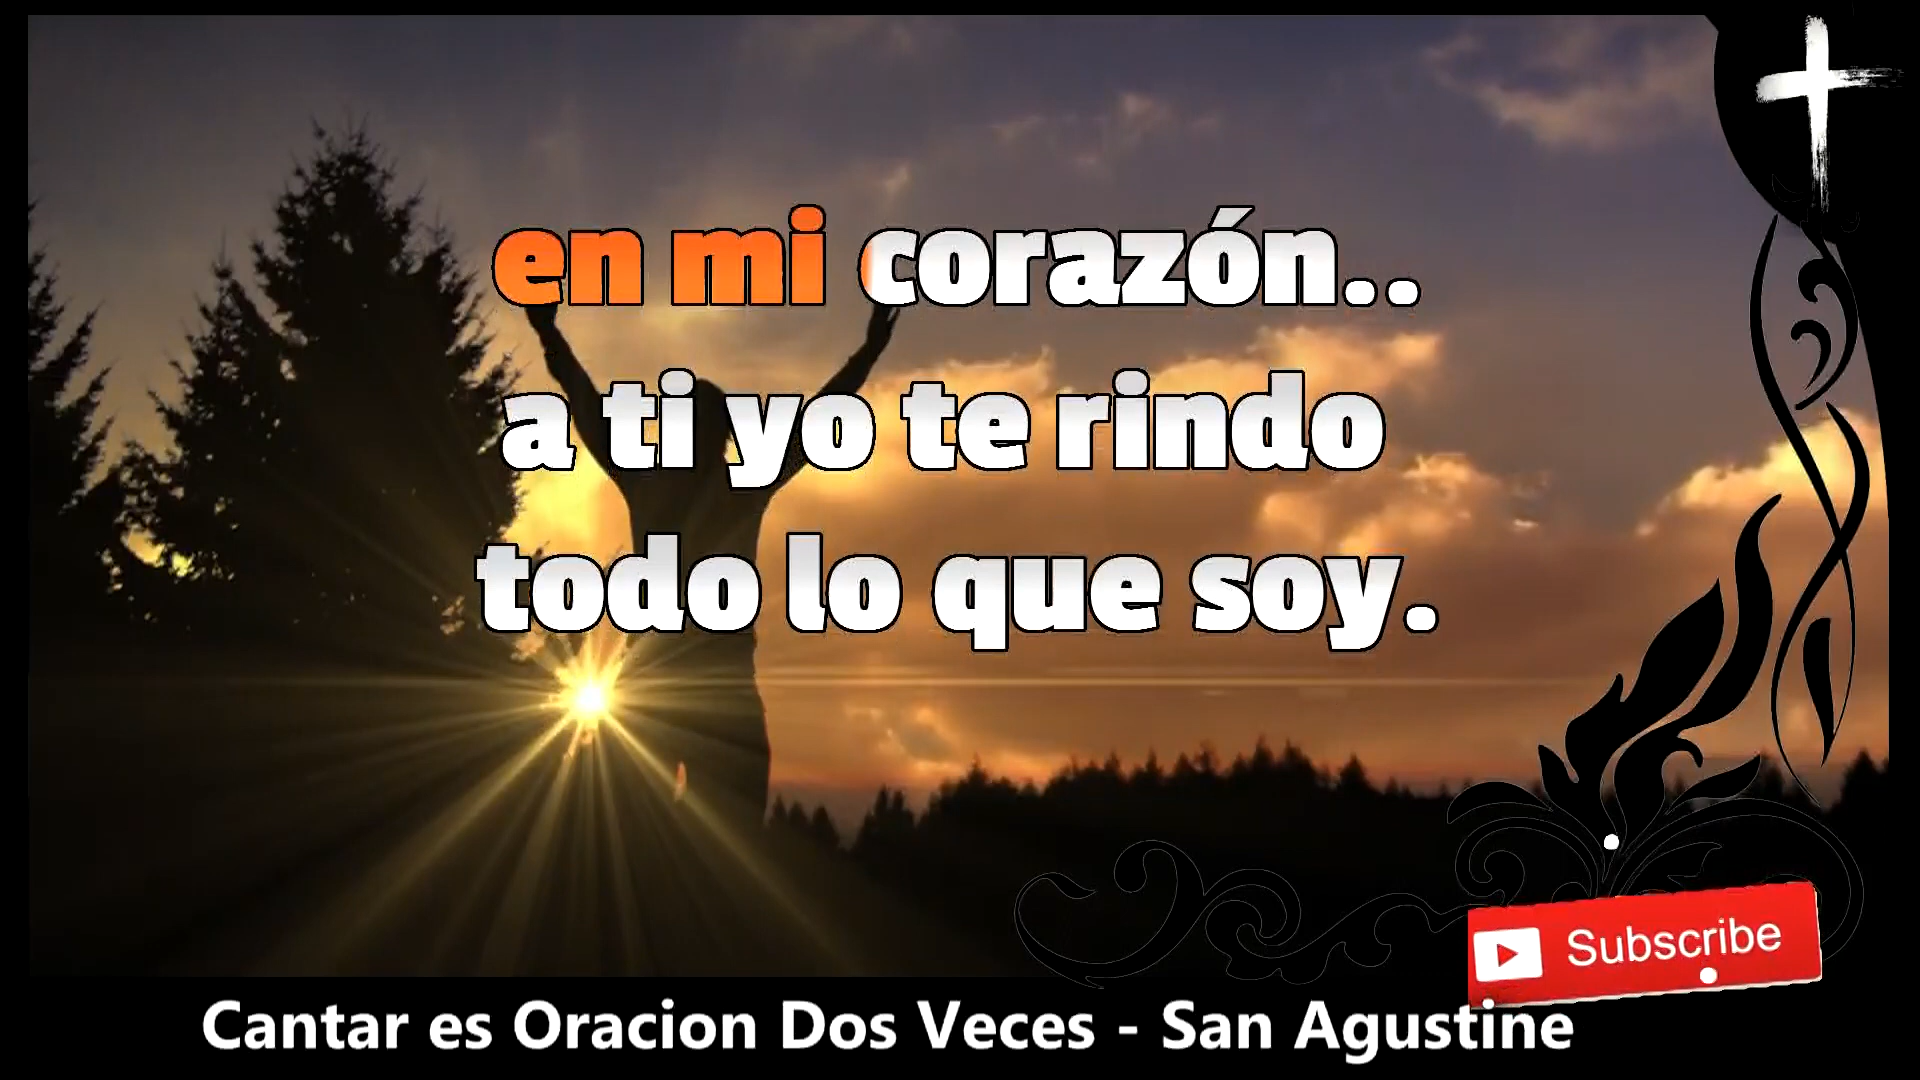 en mi corazón..
a ti yo te rindo
todo lo que soy.
Subscribe
Cantar es Oracion Dos Veces - San Agustine